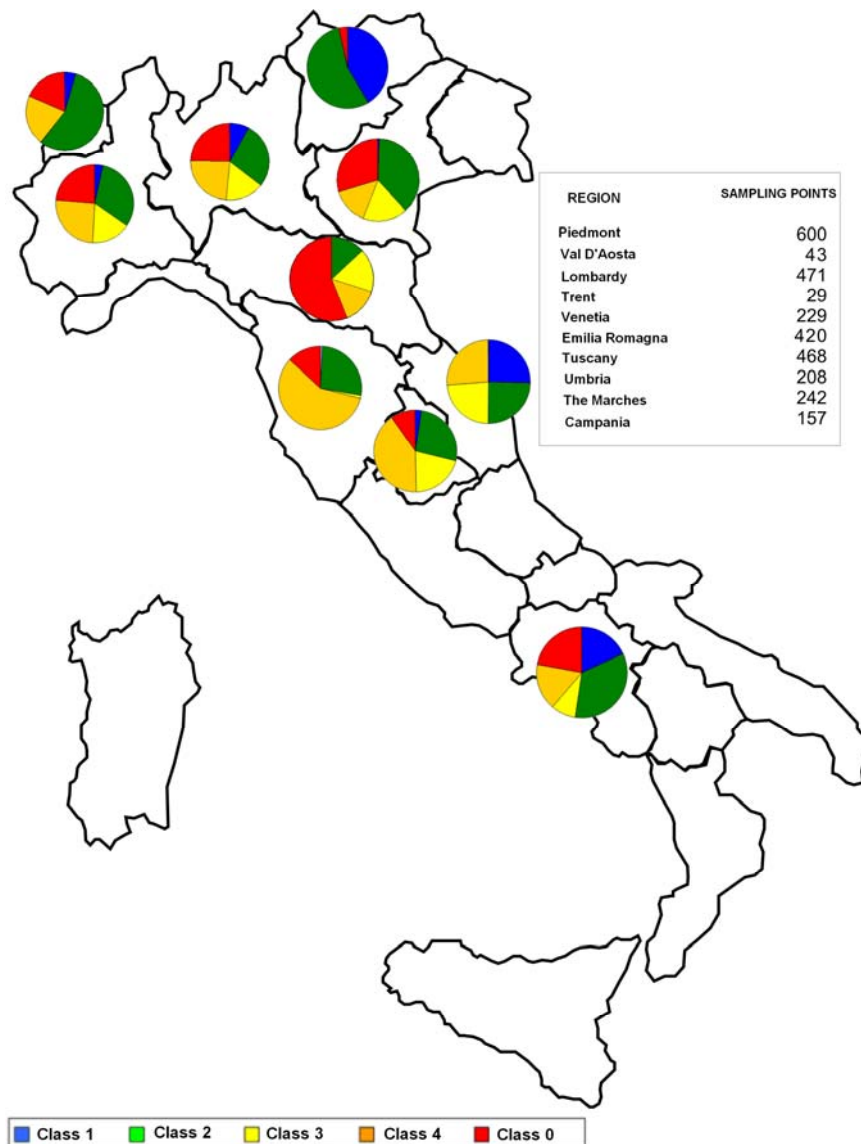 REGION SAMPLING POINTS
Piedmont 600
Val D'Aosta 43
Lombardy 471
Trent 29
Venetia 229
Emilia Romagna 420
Tuscany 468
Umbria 208
The Marches 242
Campania 157
Class 1 Class 2 Class 3 Class 4 Class 0